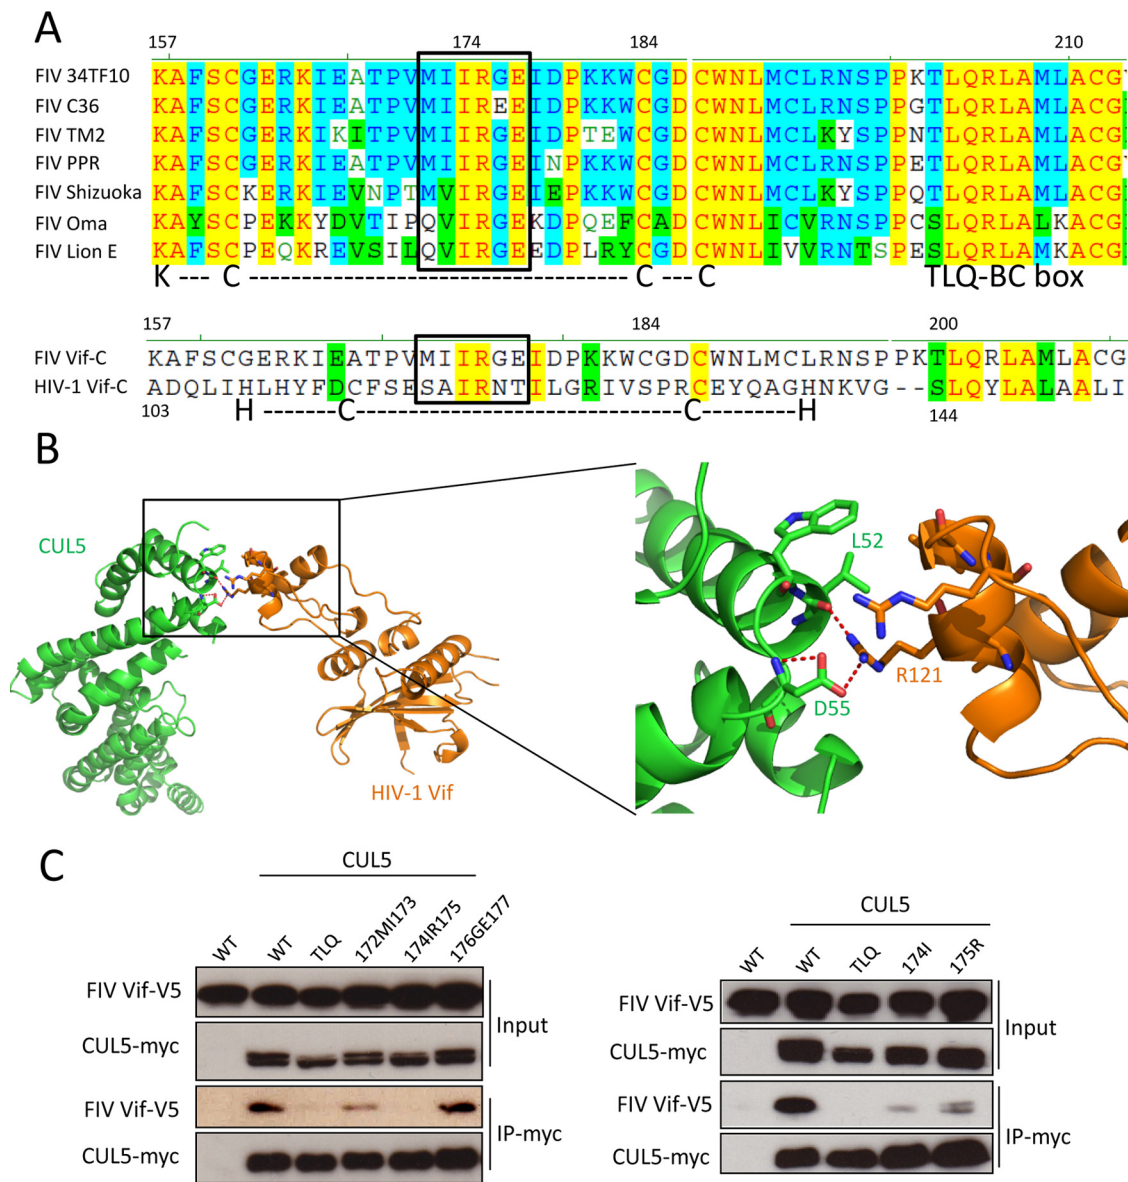 A
157 174 184 210
FIV 34TF10 KAFSCGERKIEATPVMIIRGEIDPKKWCGDCWNLMCLRNSPPKTLQRLAMLACG
FIV C36 KAFSCGERKIEATPVMIIREEIDPKKWCGDCWNLMCLRNSPPGTLQRLAMLACG
FIV TM2 KAFSCGERKIKITPVMIIRGEIDPTEWCGDCWNLMCLKYSPPNTLQRLAMLACG
FIV PPR KAFSCGERKIEATPVMIIRGEINPKKWCGDCWNLMCLRNSPPETLQRLAMLACG
FIV Shizuoka KAFSCKERKIEVNPTMVIRGEIEPKKWCGDCWNLMCLKYSPPQTLQRLAMLACG
FIV Oma KAYSCPEKKYDVTIPQVIRGEKDPQEFCADCWNLICVRNSPPCSLQRLALKACG
FIV Lion E KAFSCPEQKREVSILQVIRGEEDPLRYCGDCWNLIVVRNTSPESLQRLAMKACG
K ---- C ---------------------------------- C ---- C TLQ-BC box
157 184 200
FIV Vif-C KAFSCGERKIEATPVMIIRGEIDPKKWCGDCWNLMCLRNSPPKTLQRLAMLACG
HIV-1 Vif-C ADQLIHLHYFDCFSESAIRNTILGRIVSPRCEYQAGHNKVG--SLQYLALAALI
103 144
H ------- C ------------------------------ C -------- H
B
CUL5
HIV-1 Vif
L52
R121
D55
C
CUL5
WT WT TLQ 172MI173 174IR175 176GE177
FIV Vif-V5
CUL5-myc
Input
FIV Vif-V5
CUL5-myc
IP-myc
CUL5
WT WT TLQ 174I 175R
FIV Vif-V5
CUL5-myc
Input
FIV Vif-V5
CUL5-myc
IP-myc